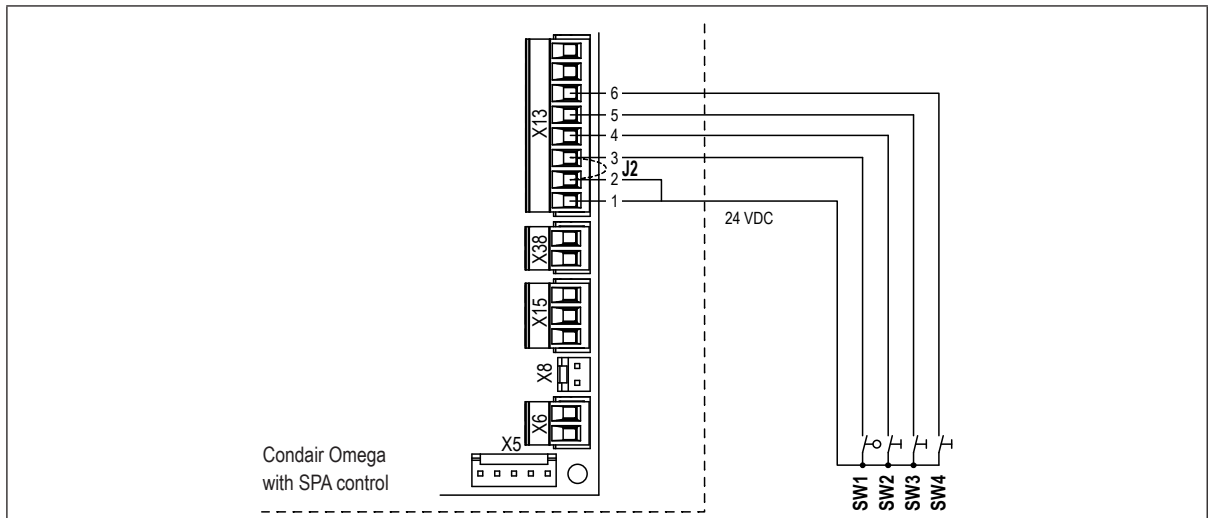 X13
6
5
4
3
J2
2
1
24 VDC
X38
X15
X8
X6
X5
Condair Omega
with SPA control
SW1
SW2
SW3
SW4